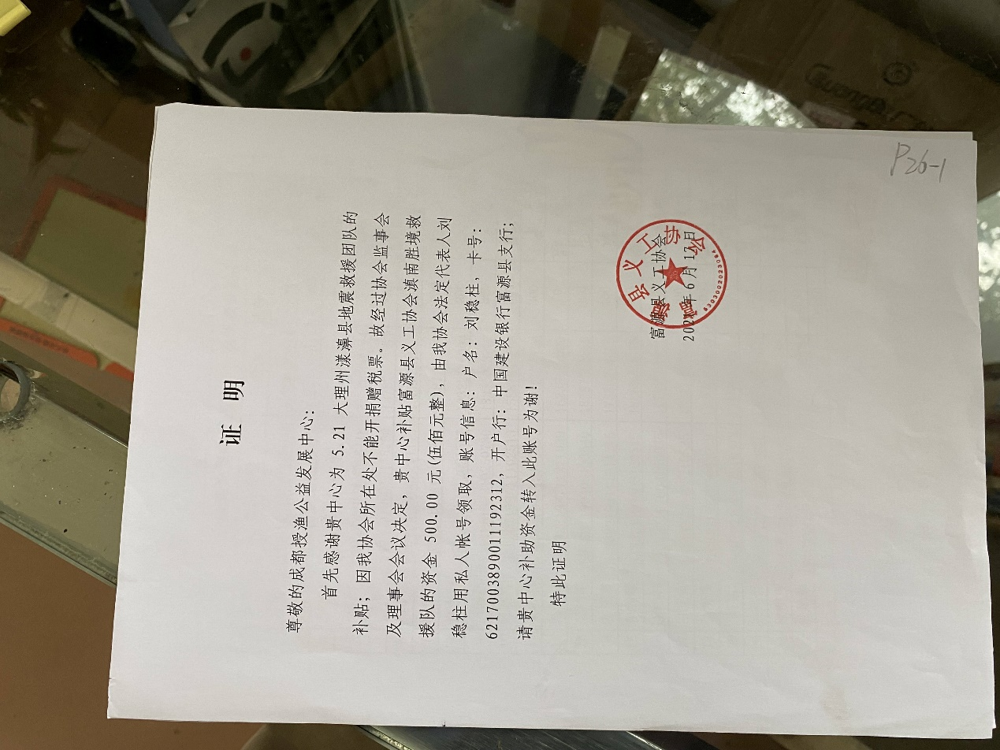 证 明
尊敬的成都授渔公益发展中心：
首先感谢贵中心为 5.21 大理州漾濞县地震救援团队的
补贴；因我协会所在处不能开捐赠税票。故经过协会监事会
及理事会会议决定，贵中心补贴富源县义工协会滇南胜境救
援队的资金 500.00 元(伍佰元整)，由我协会法定代表人刘
稳柱用私人帐号领取，账号信息：户名：刘稳柱，卡号：
6217003890011192312，开户行：中国建设银行富源县支行；
请贵中心补助资金转入此账号为谢！
特此证明
富源县义工协会
年 6 月 17 日
富源县义工协会
P26-1